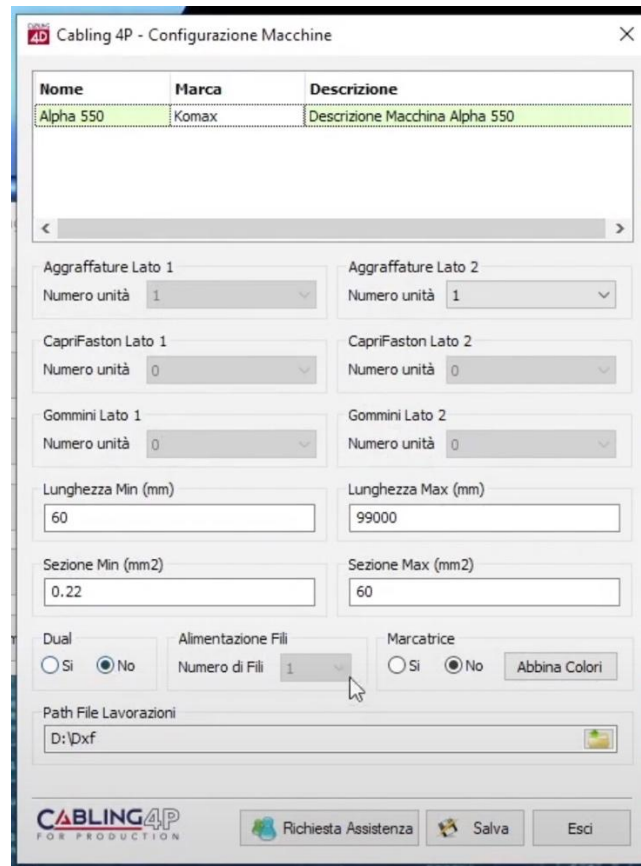 CABLING
4D
Cabling 4P - Configurazione Macchine
Nome Marca Descrizione
Alpha 550 Komax Descrizione Macchina Alpha 550
Aggraffature Lato 1 Aggraffature Lato 2
Numero unità 1 Numero unità 1
CapriFaston Lato 1 CapriFaston Lato 2
Numero unità 0 Numero unità 0
Gommini Lato 1 Gommini Lato 2
Numero unità 0 Numero unità 0
Lunghezza Min (mm) Lunghezza Max (mm)
60 99000
Sezione Min (mm2) Sezione Max (mm2)
0.22 60
Dual Alimentazione Fili Marcatrice
Si No Numero di Fili 1 Si No Abbina Colori
Path File Lavorazioni
D:\Dxf
CABLING4P Richiesta Assistenza Salva Esci
FOR PRODUCTION